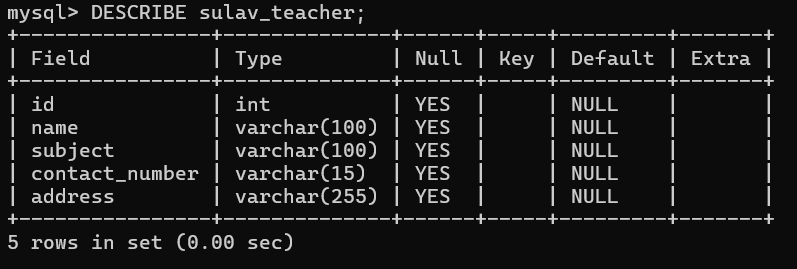 mysql> DESCRIBE sulav_teacher;
+----------------+--------------+------+-----+---------+-------+
| Field          | Type         | Null | Key | Default | Extra |
+----------------+--------------+------+-----+---------+-------+
| id             | int          | YES  |     | NULL    |       |
| name           | varchar(100) | YES  |     | NULL    |       |
| subject        | varchar(100) | YES  |     | NULL    |       |
| contact_number | varchar(15)  | YES  |     | NULL    |       |
| address        | varchar(255) | YES  |     | NULL    |       |
+----------------+--------------+------+-----+---------+-------+
5 rows in set (0.00 sec)